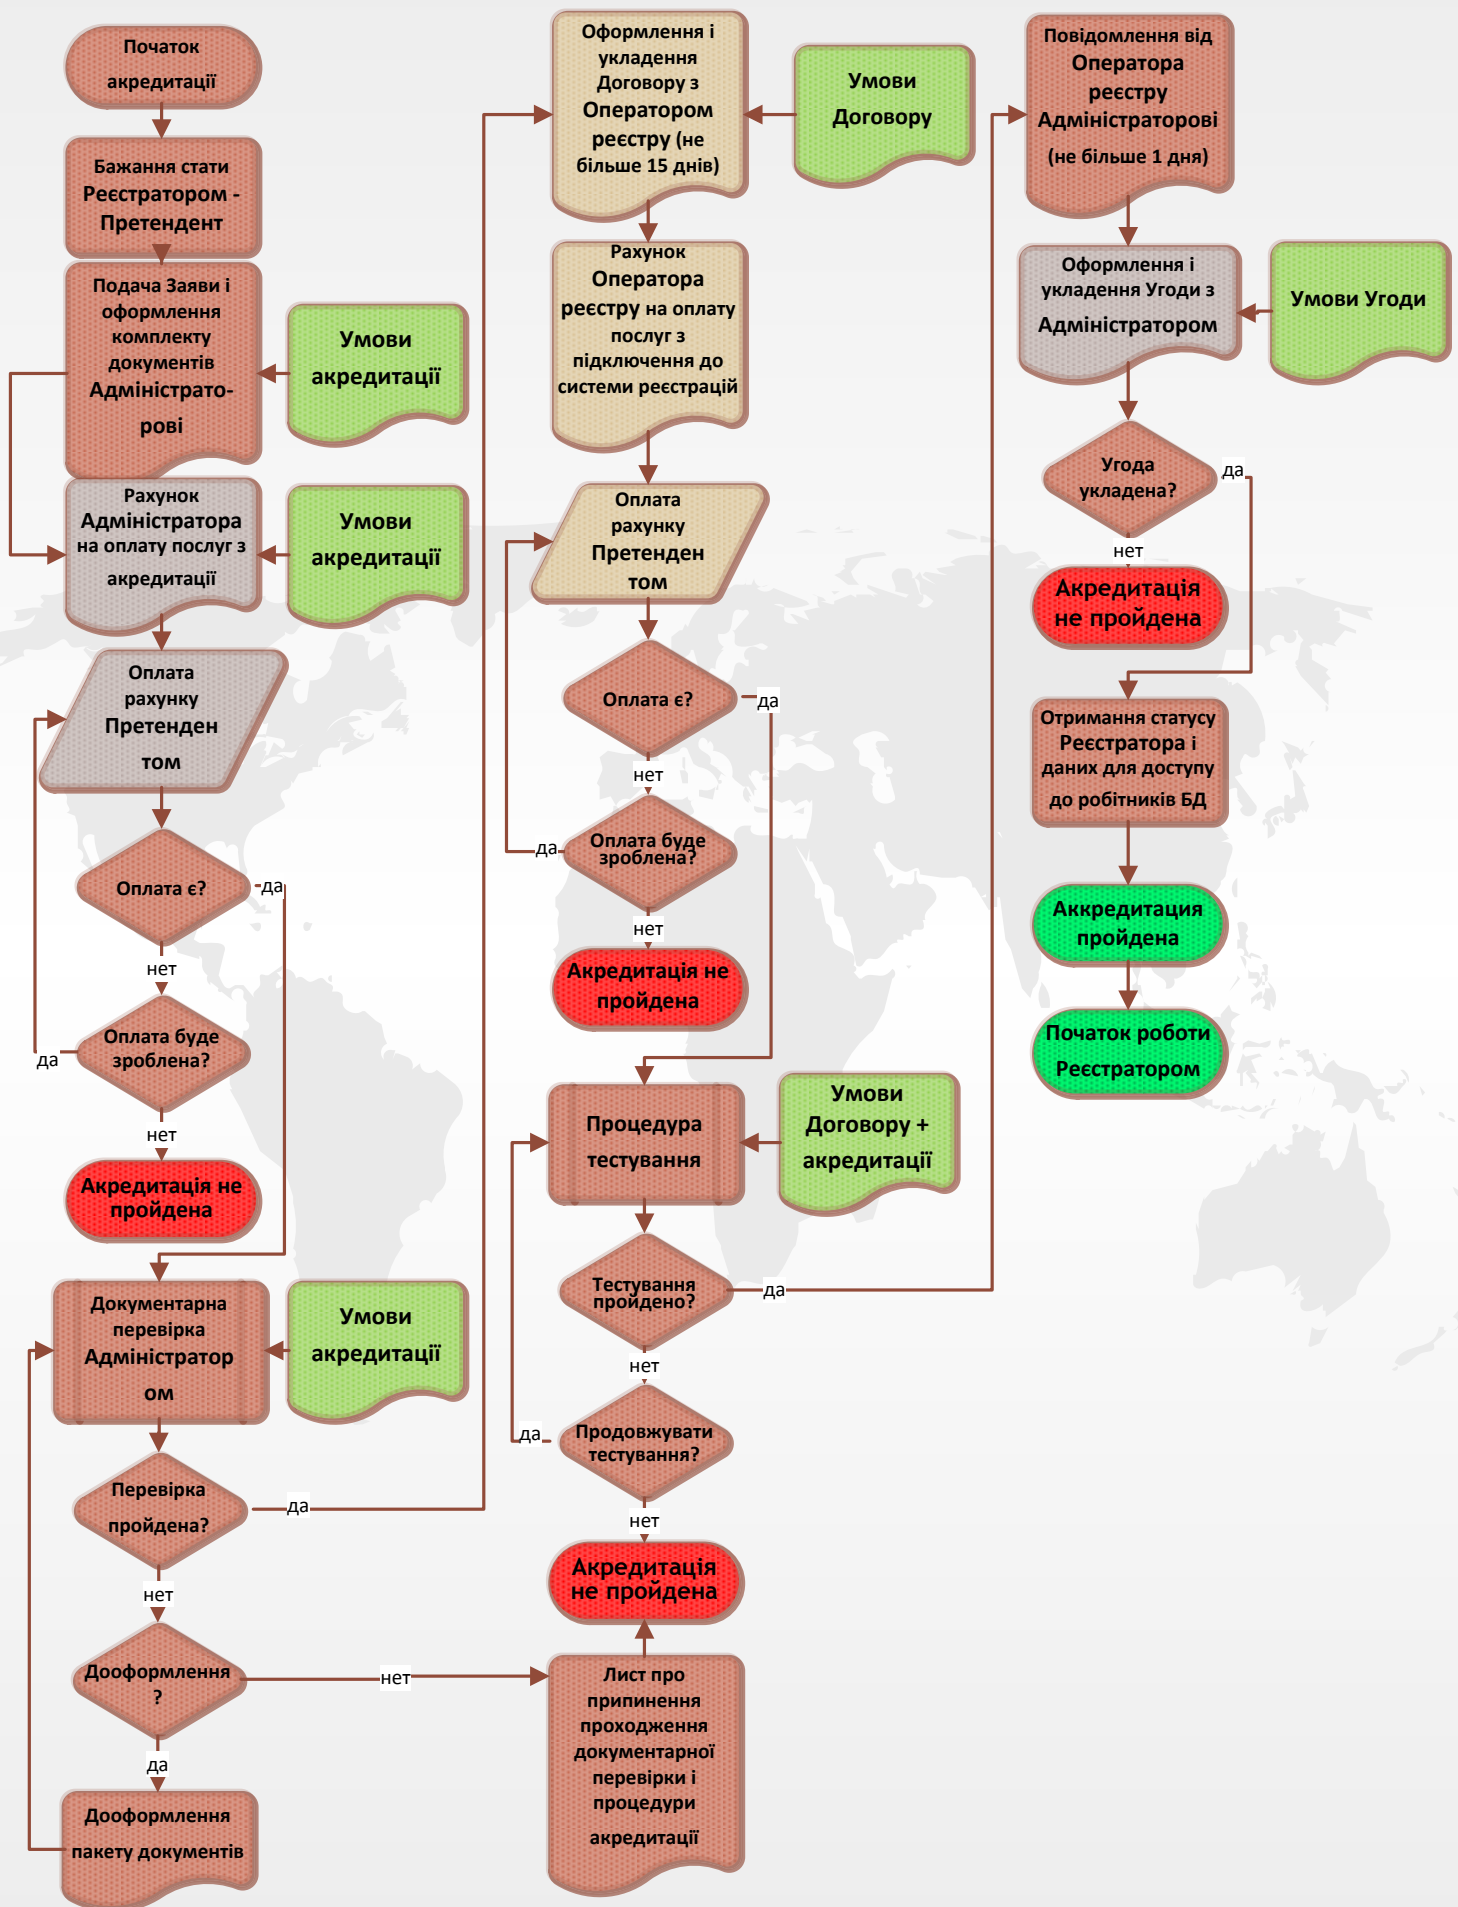 Початок
акредитації
Бажання стати
Реєстратором -
Претендент
Подача Заяви і
оформлення
комплекту
документів
Адміністрато-
рові
Умови
акредитації
Рахунок
Адміністратора
на оплату послуг з
акредитації
Умови
акредитації
Оплата
рахунку
Претенден
том
Оплата є?
да
нет
Оплата буде
зроблена?
да
нет
Акредитація не
пройдена
Документарна
перевірка
Адміністратор
ом
Умови
акредитації
Перевірка
пройдена?
да
нет
Дооформлення
?
нет
да
Дооформлення
пакету документів
Оформлення і
укладення
Договору з
Оператором
реєстру (не
більше 15 днів)
Умови
Договору
Рахунок
Оператора
реєстру на оплату
послуг з
підключення до
системи реєстрацій
Оплата
рахунку
Претенден
том
Оплата є?
да
нет
Оплата буде
зроблена?
да
нет
Акредитація не
пройдена
Процедура
тестування
Умови
Договору +
акредитації
Тестування
пройдено?
да
нет
Продовжувати
тестування?
да
нет
Акредитація
не пройдена
Лист про
припинення
проходження
документарної
перевірки і
процедури
акредитації
Повідомлення від
Оператора
реєстру
Адміністраторові
(не більше 1 дня)
Оформлення і
укладення Угоди з
Адміністратором
Умови Угоди
Угода
укладена?
да
нет
Акредитація
не пройдена
Отримання статусу
Реєстратора і
даних для доступу
до робітників БД
Аккредитация
пройдена
Початок роботи
Реєстратором